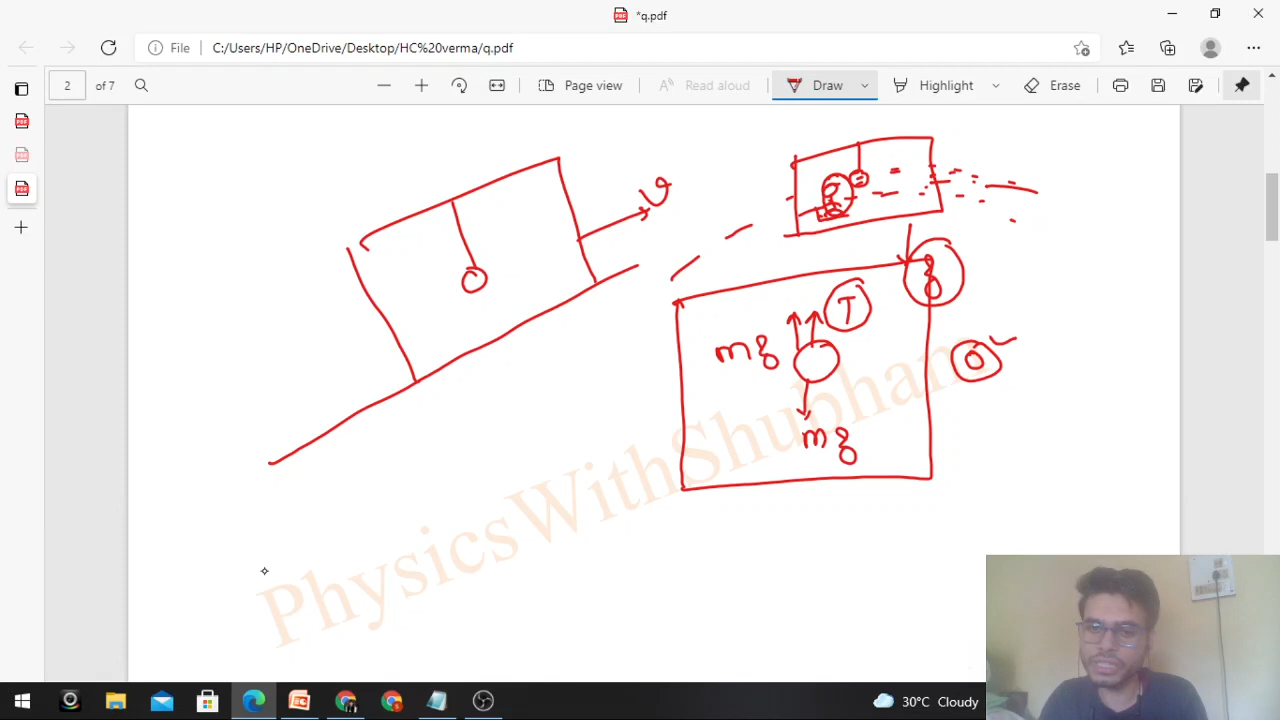 *q.pdf
File C:/Users/HP/OneDrive/Desktop/HC%20verma/q.pdf
2 of 7 Page view Read aloud Draw Highlight Erase
υ
g
T
mg
0
mg
PhysicsWithShubham
30°C Cloudy